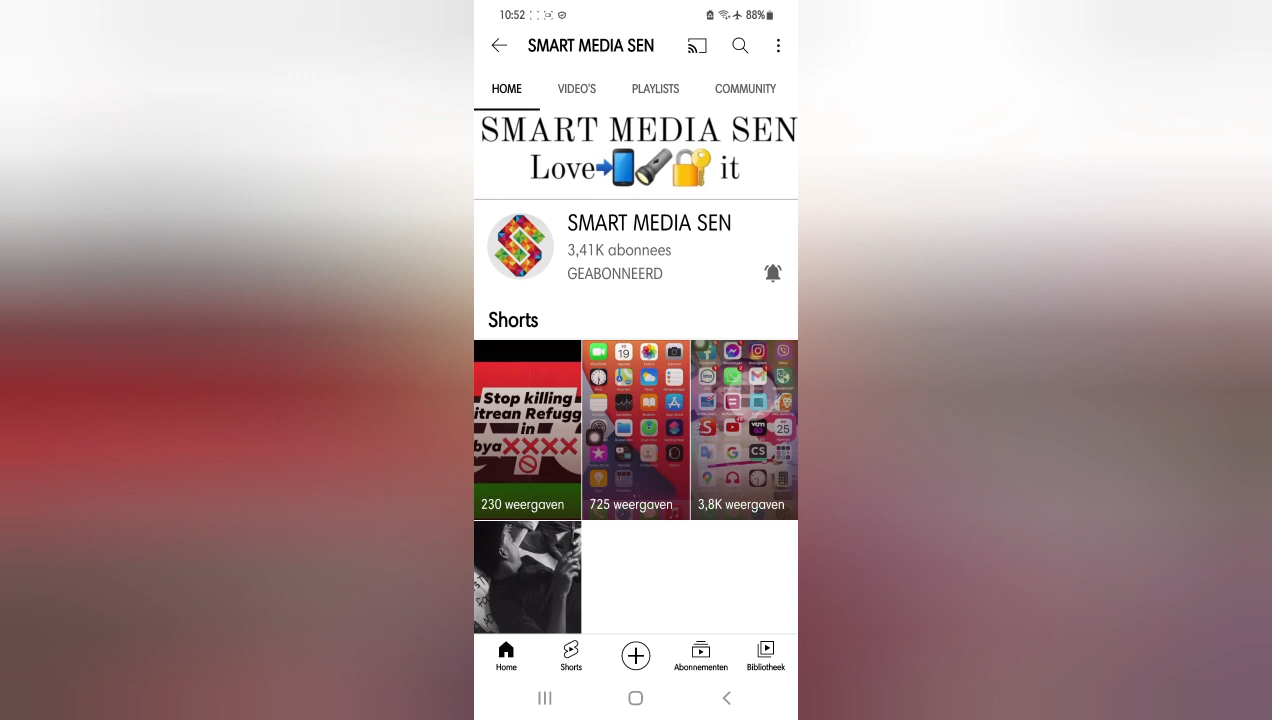 10:52 88%
SMART MEDIA SEN
HOME VIDEO'S PLAYLISTS COMMUNITY
SMART MEDIA SEN
Love➡️📱🔦🔐 it
SMART MEDIA SEN
3,41K abonnees
GEABONNEERD
Shorts
Stop killing
itrean Refugg
in
bya❌❌❌❌
🚫
19
25
230 weergaven 725 weergaven 3,8K weergaven
Home Shorts Abonnementen Bibliotheek